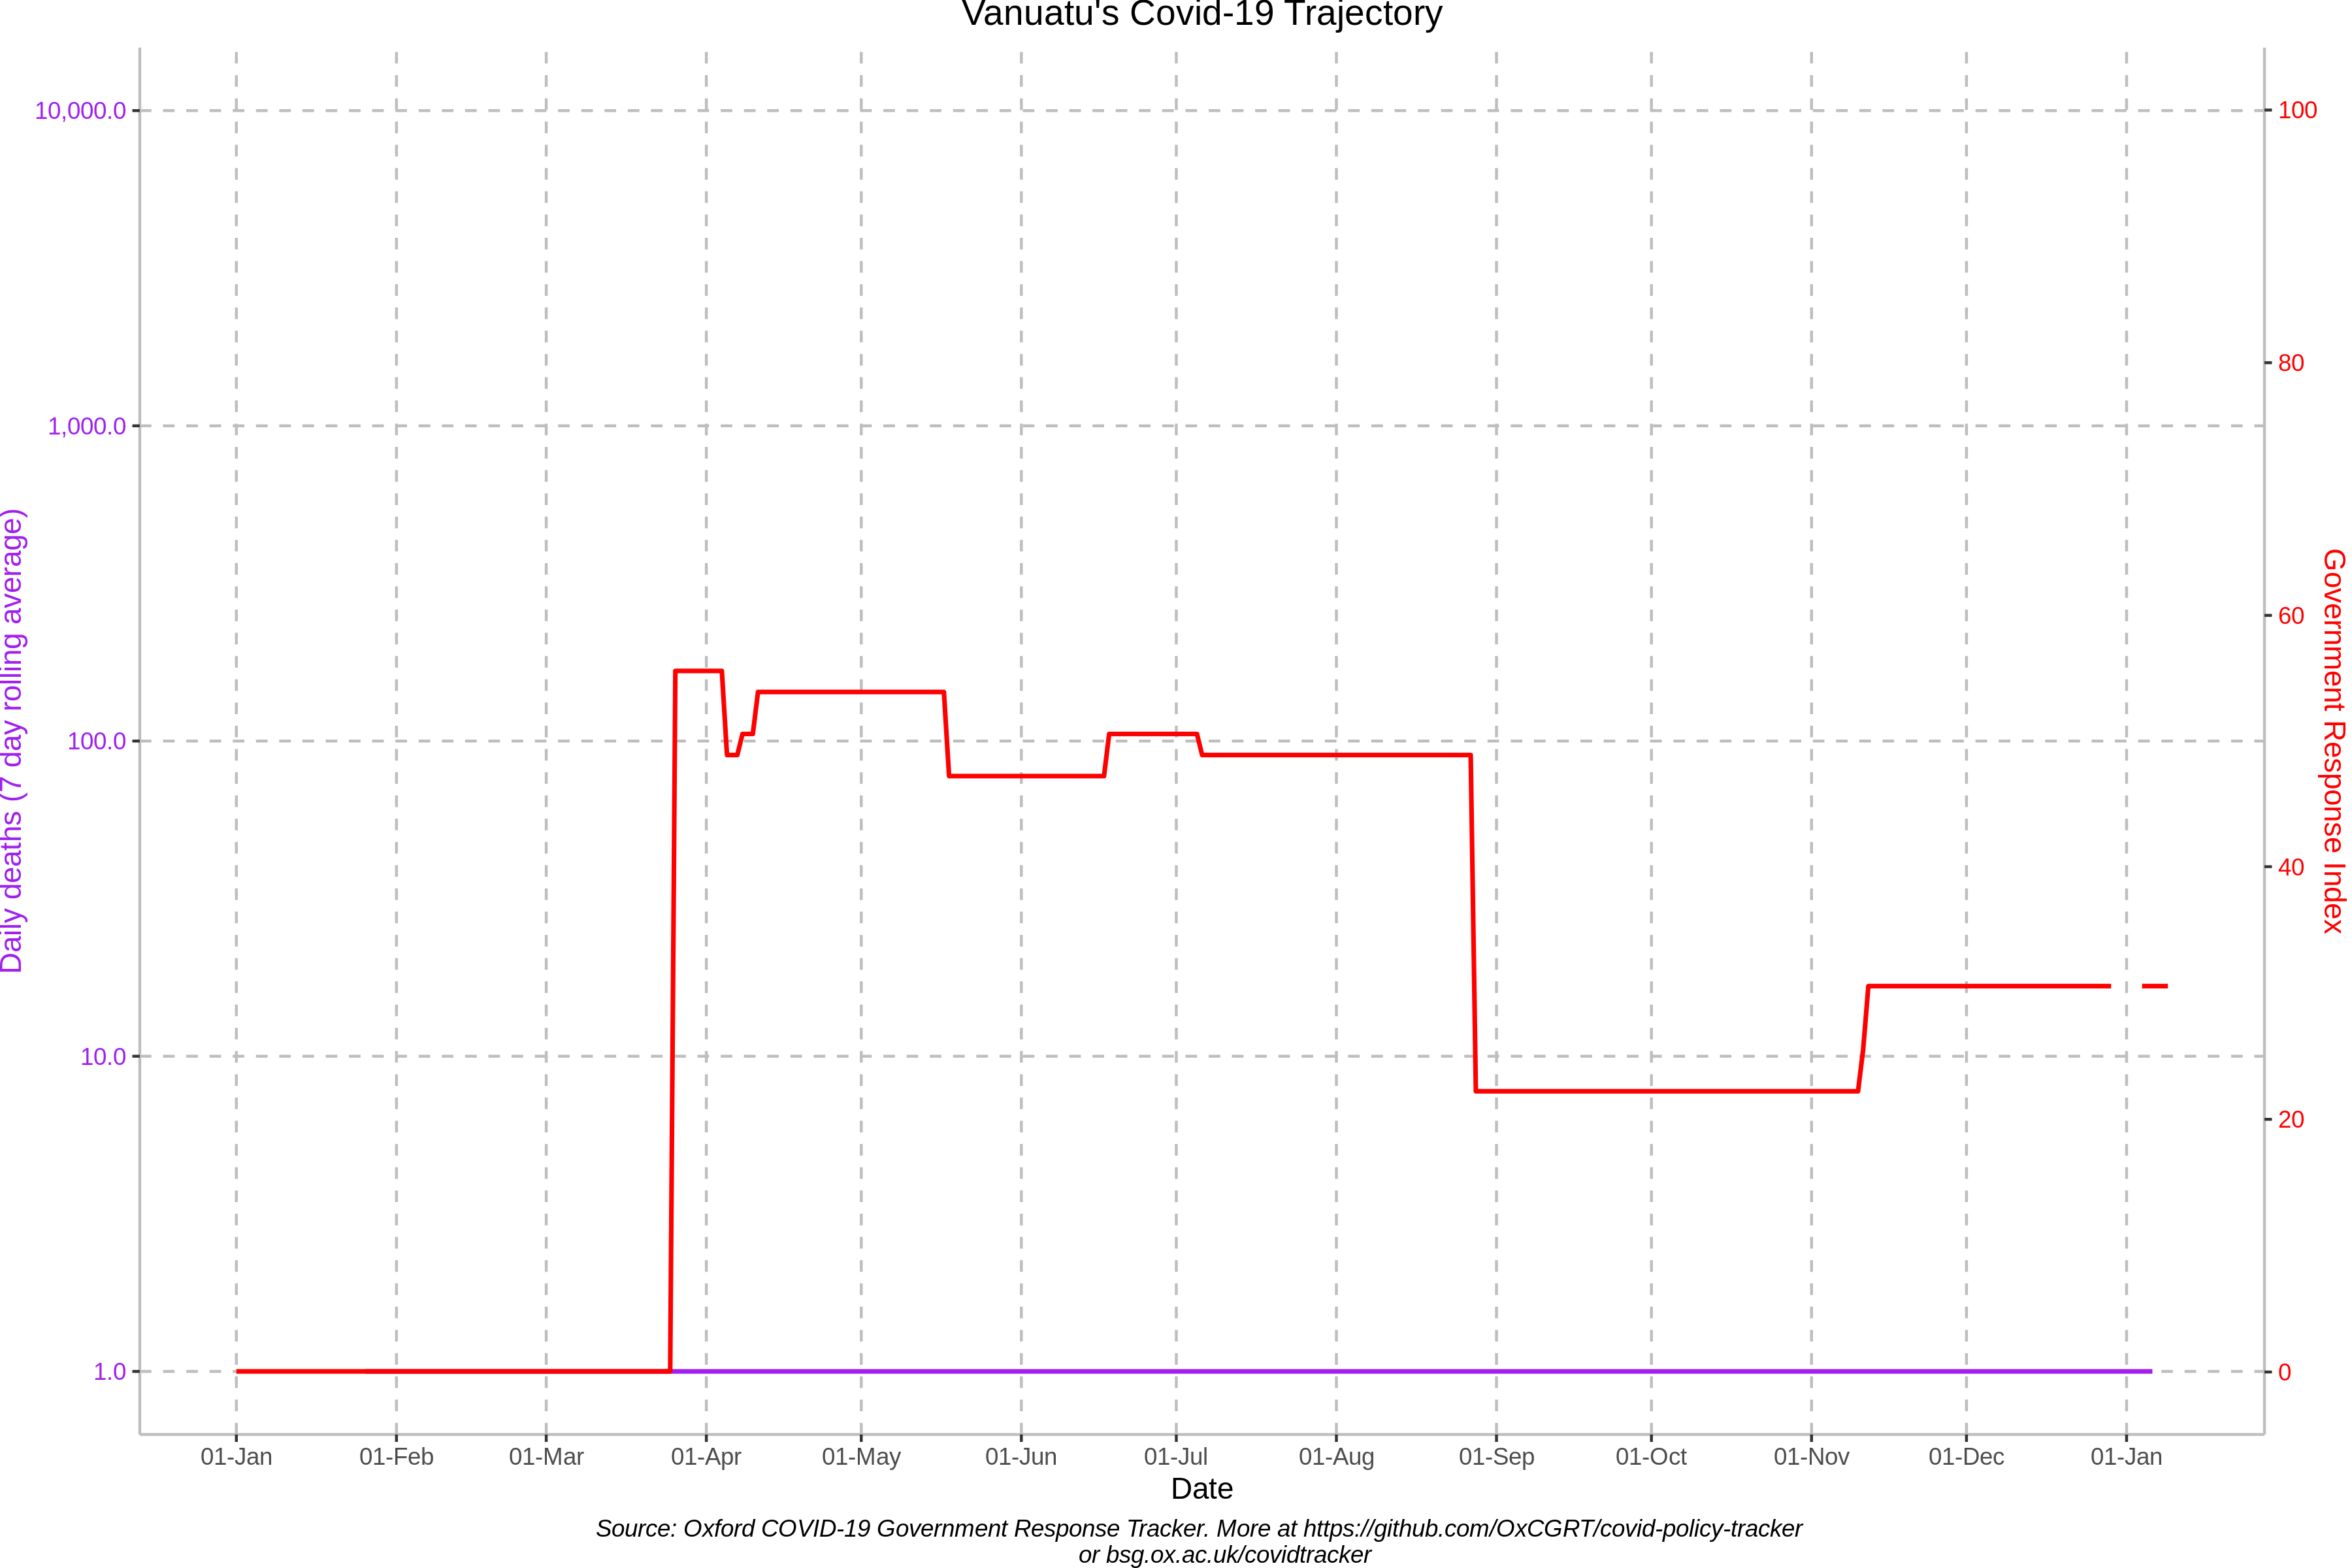 Vanuatu's Covid-19 Trajectory
10,000.0
1,000.0
100.0
10.0
1.0
Daily deaths (7 day rolling average)
100
80
60
40
20
0
Government Response Index
01-Jan 01-Feb 01-Mar 01-Apr 01-May 01-Jun 01-Jul 01-Aug 01-Sep 01-Oct 01-Nov 01-Dec 01-Jan
Date
Source: Oxford COVID-19 Government Response Tracker. More at https://github.com/OxCGRT/covid-policy-tracker
or bsg.ox.ac.uk/covidtracker